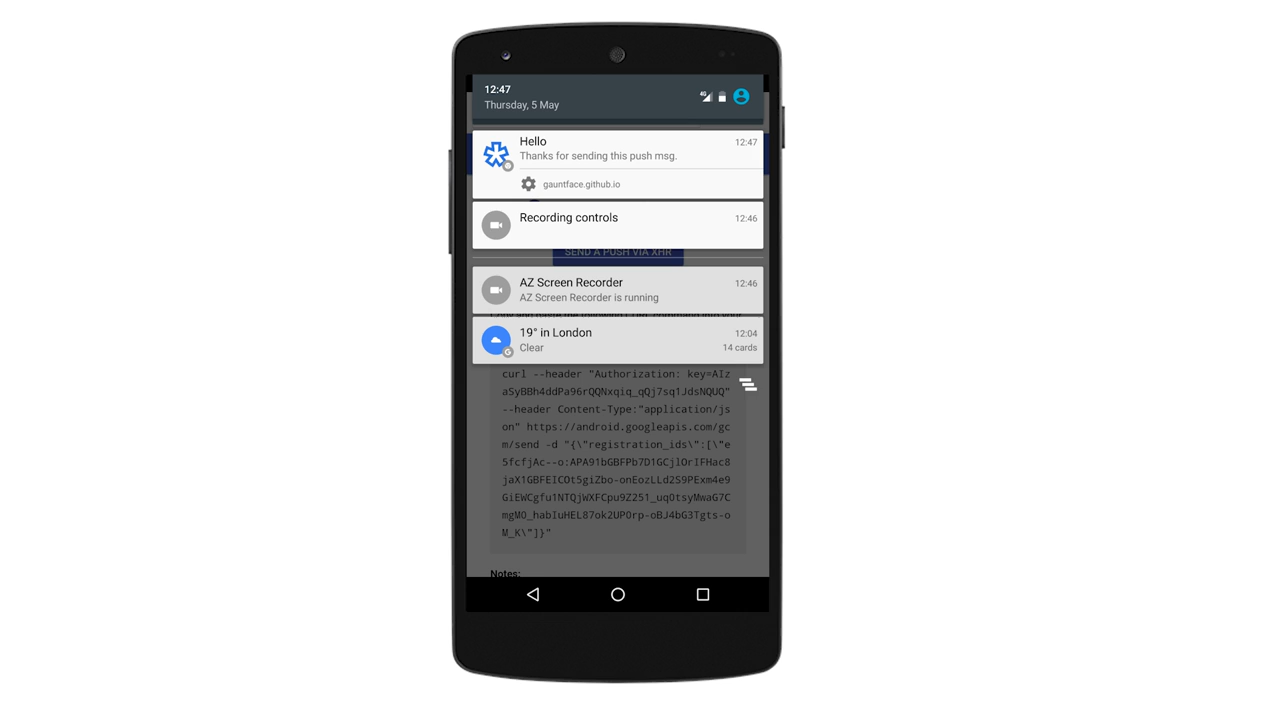 12:47
Thursday, 5 May
4G
Hello
12:47
Thanks for sending this push msg.
gauntface.github.io
Recording controls
12:46
SEND A PUSH VIA XHR
AZ Screen Recorder
12:46
AZ Screen Recorder is running
19° in London
12:04
Clear
14 cards
curl --header "Authorization: key=AIz
aSyBBh4ddPa96rQQNxqiq_qQj7sq1JdsNQUQ"
--header Content-Type:"application/js
on" https://android.googleapis.com/gc
m/send -d "{\"registration_ids\":[\"e
5fcfjAc--o:APA91bGBFPb7D1GCjlOrIFHac8
jaX1GBFEICOt5giZbo-onEozLLd2S9PExm4e9
GiEWCgfu1NTQjWXFCpu9Z251_uq0tsyMwaG7C
mgM0_habIuHEL87ok2UP0rp-oBJ4bG3Tgts-o
M_K\"]}"
Notes: